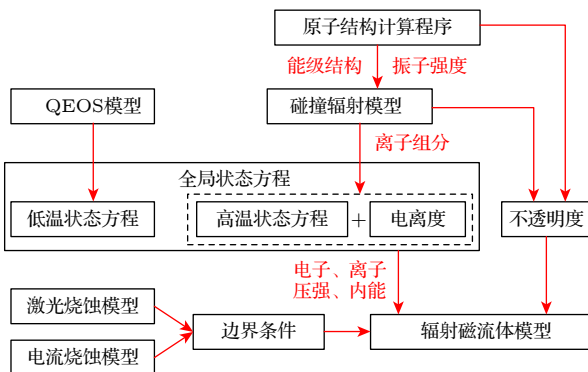 原子结构计算程序
能级结构 振子强度
QEOS模型
碰撞辐射模型
离子组分
全局状态方程
低温状态方程
高温状态方程 + 电离度
不透明度
电子、离子
压强、内能
激光烧蚀模型
边界条件
辐射磁流体模型
电流烧蚀模型